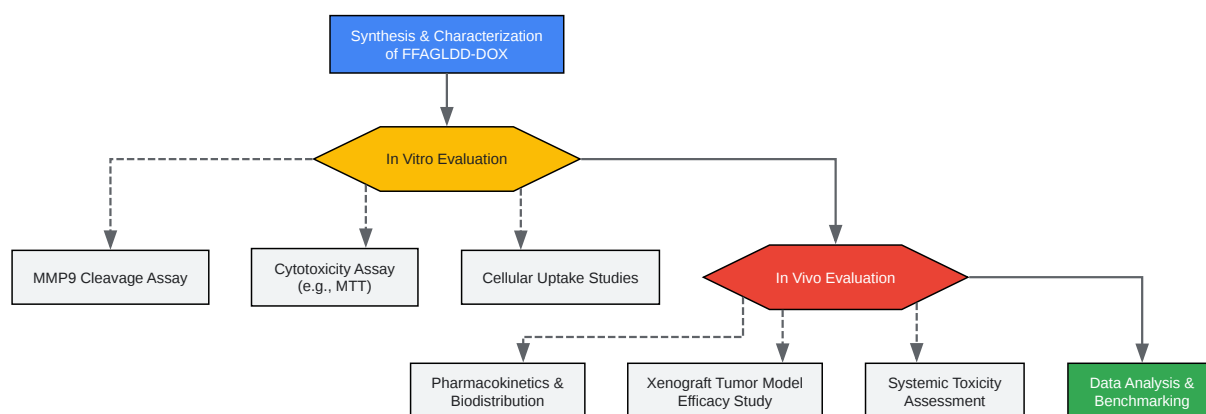 Synthesis & Characterization
of FFAGLDD-DOX
In Vitro Evaluation
MMP9 Cleavage Assay
Cytotoxicity Assay
(e.g., MTT)
Cellular Uptake Studies
In Vivo Evaluation
Pharmacokinetics &
Biodistribution
Xenograft Tumor Model
Efficacy Study
Systemic Toxicity
Assessment
Data Analysis &
Benchmarking